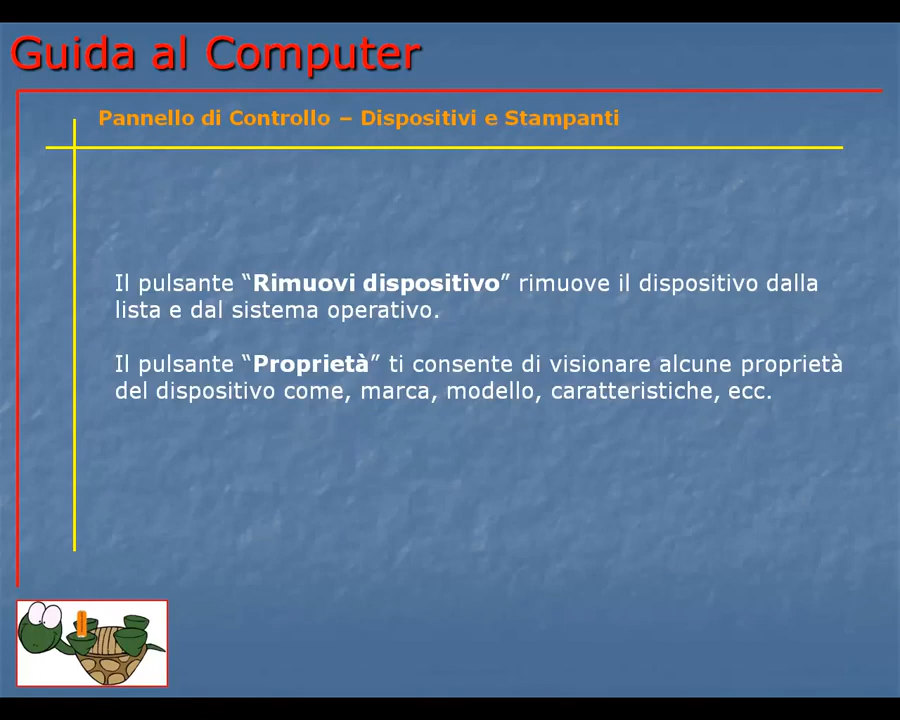 Guida al Computer
Pannello di Controllo – Dispositivi e Stampanti
Il pulsante “Rimuovi dispositivo” rimuove il dispositivo dalla
lista e dal sistema operativo.
Il pulsante “Proprietà” ti consente di visionare alcune proprietà
del dispositivo come, marca, modello, caratteristiche, ecc.